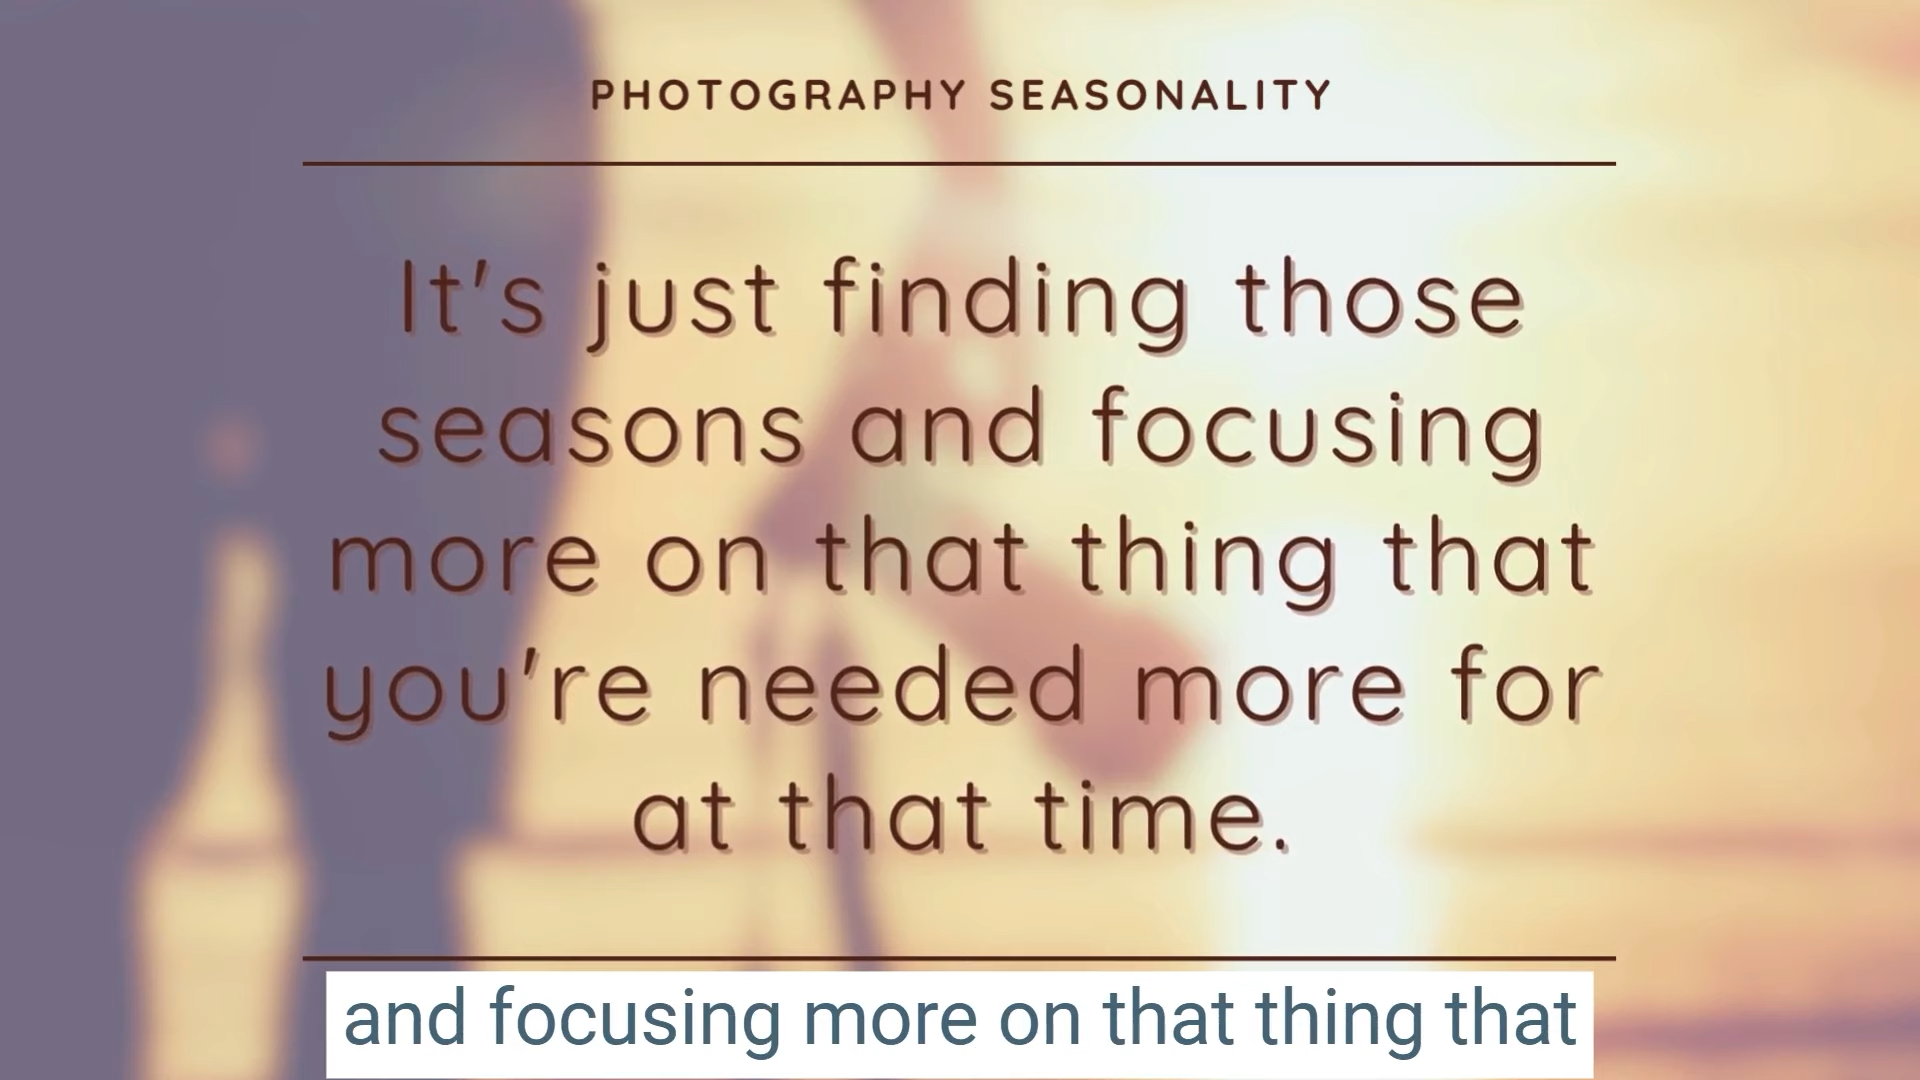 PHOTOGRAPHY SEASONALITY
It's just finding those
seasons and focusing
more on that thing that
you're needed more for
at that time.
and focusing more on that thing that